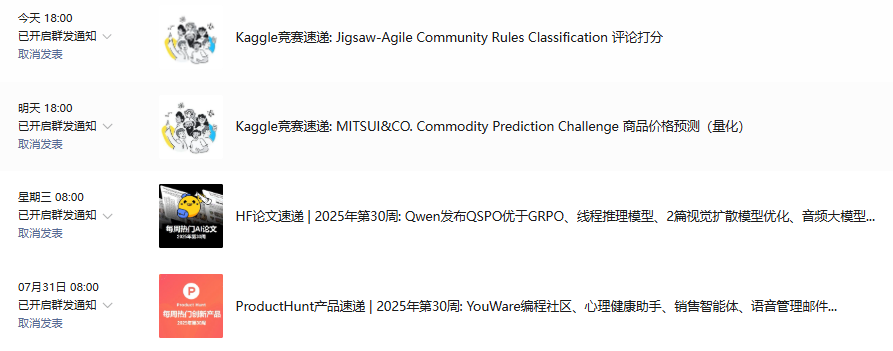 今天 18:00
已开启群发通知
取消发表
Kaggle竞赛速递: Jigsaw-Agile Community Rules Classification 评论打分
明天 18:00
已开启群发通知
取消发表
Kaggle竞赛速递: MITSUI&CO. Commodity Prediction Challenge 商品价格预测（量化）
星期三 08:00
已开启群发通知
取消发表
每周热门AI论文
2025年第30周
HF论文速递 | 2025年第30周: Qwen发布QSPO优于GRPO、线程推理模型、2篇视觉扩散模型优化、音频大模型...
07月31日 08:00
已开启群发通知
取消发表
P
Product Hunt
每周热门创新产品
2025年第30周
ProductHunt产品速递 | 2025年第30周: YouWare编程社区、心理健康助手、销售智能体、语音管理邮件...